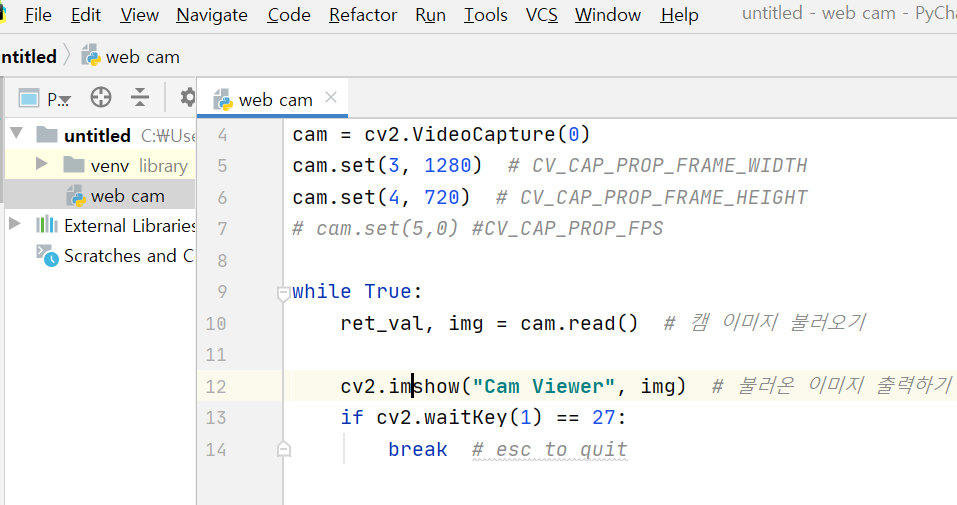 File Edit View Navigate Code Refactor Run Tools VCS Window Help untitled - web cam - PyCha
untitled web cam
P... web cam
untitled C:₩Use
venv library
web cam
External Libraries
Scratches and C
4 cam = cv2.VideoCapture(0)
5 cam.set(3, 1280)  # CV_CAP_PROP_FRAME_WIDTH
6 cam.set(4, 720)  # CV_CAP_PROP_FRAME_HEIGHT
7 # cam.set(5,0) #CV_CAP_PROP_FPS
8
9 while True:
10     ret_val, img = cam.read()  # 캠 이미지 불러오기
11
12     cv2.imshow("Cam Viewer", img)  # 불러온 이미지 출력하기
13     if cv2.waitKey(1) == 27:
14         break  # esc to quit